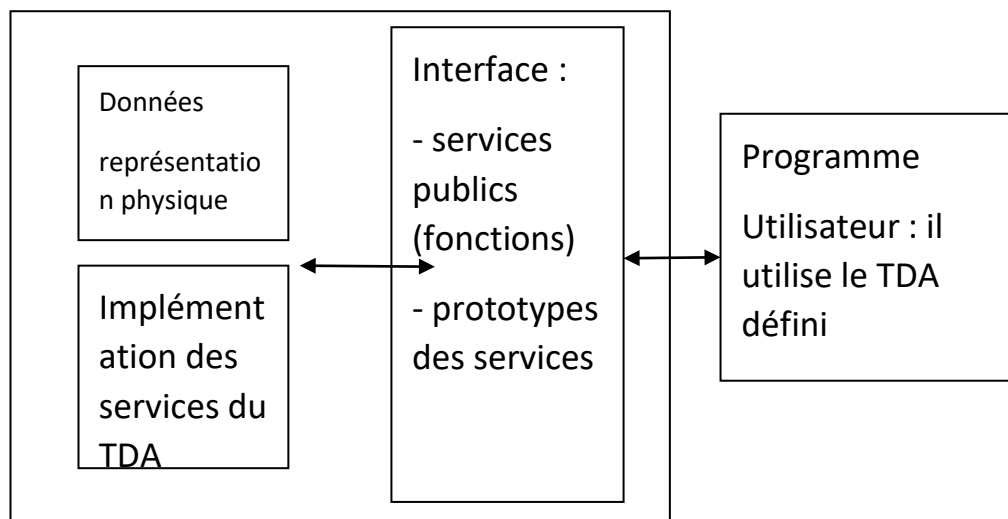 Données
représentatio
n physique
Implément
ation des
services du
TDA
Interface :
- services
publics
(fonctions)
- prototypes
des services
Programme
Utilisateur : il
utilise le TDA
défini